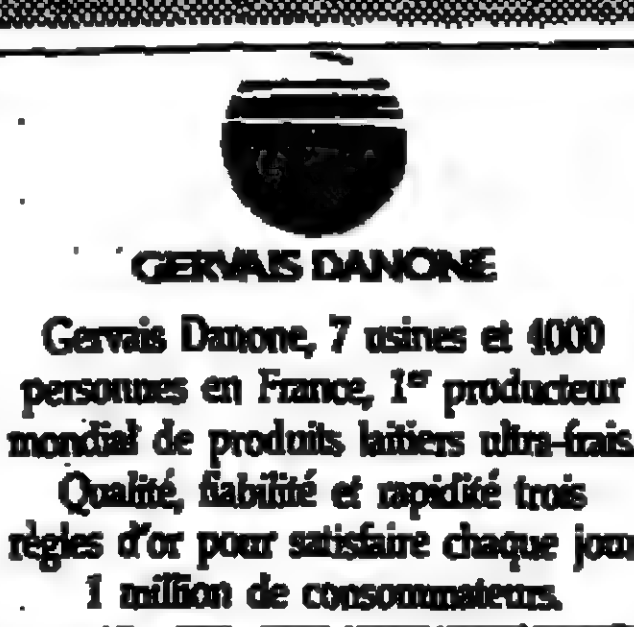 GERVAIS DANONE
Gervais Danone, 7 usines et 4000
personnes en France, 1er producteur
mondial de produits laitiers ultra-frais.
Qualité, fiabilité et rapidité trois
règles d'or pour satisfaire chaque jour
1 million de consommateurs.